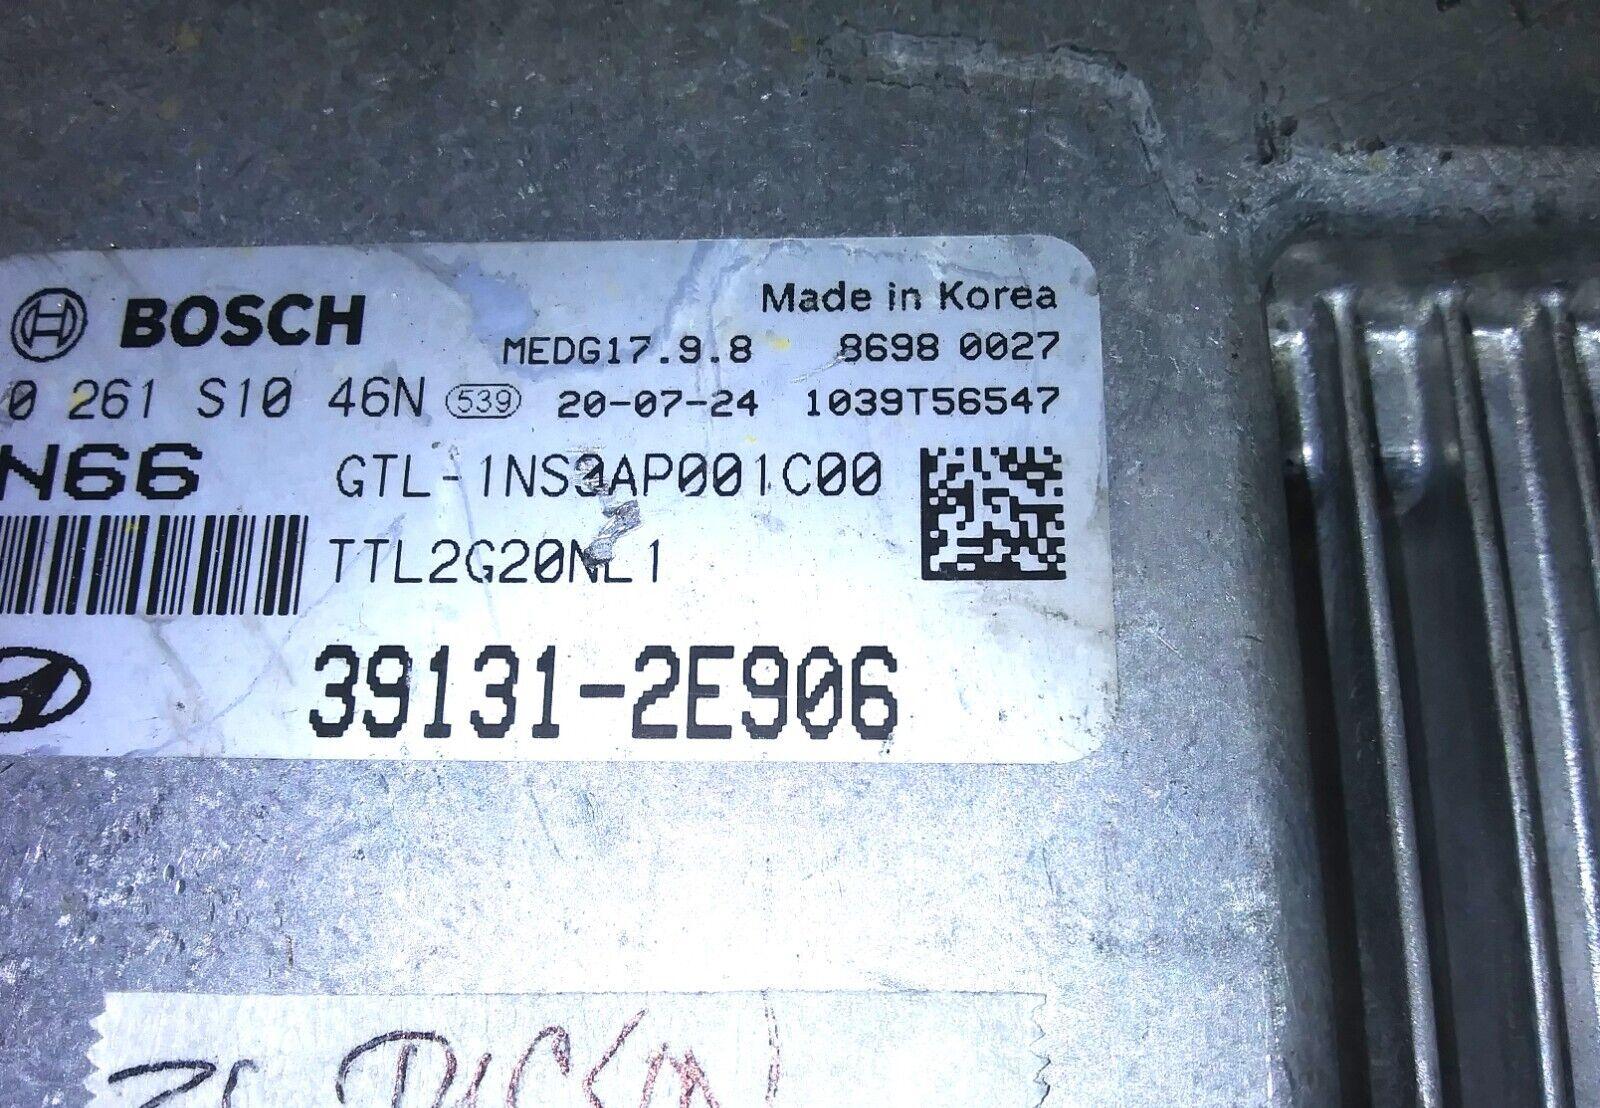 BOSCH
Made in Korea
MEDG17.9.8 8698 0027
0 261 S10 46N 539 20-07-24 1039T56547
N66 GTL-1NS3AP001C00
TTL2G20NL1
39131-2E906